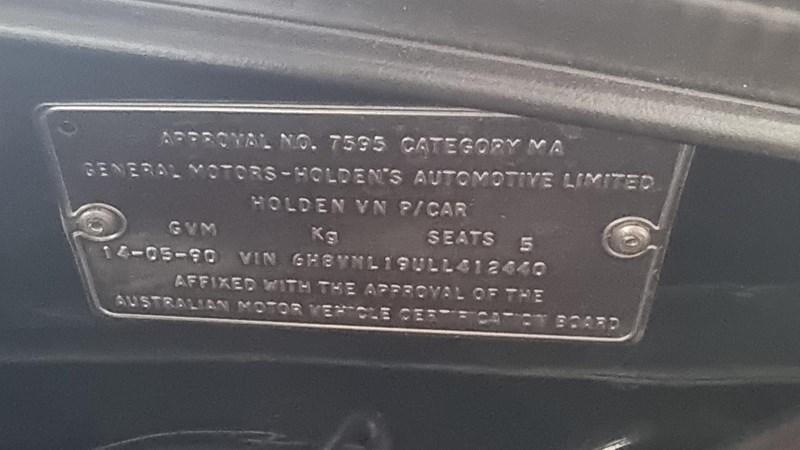 APPROVAL NO. 7595 CATEGORY MA
GENERAL MOTORS-HOLDEN'S AUTOMOTIVE LIMITED
HOLDEN VN P/CAR
GVM Kg SEATS 5
14-05-90 VIN 6H8VNL19ULL412440
AFFIXED WITH THE APPROVAL OF THE
AUSTRALIAN MOTOR VEHICLE CERTIFICATION BOARD